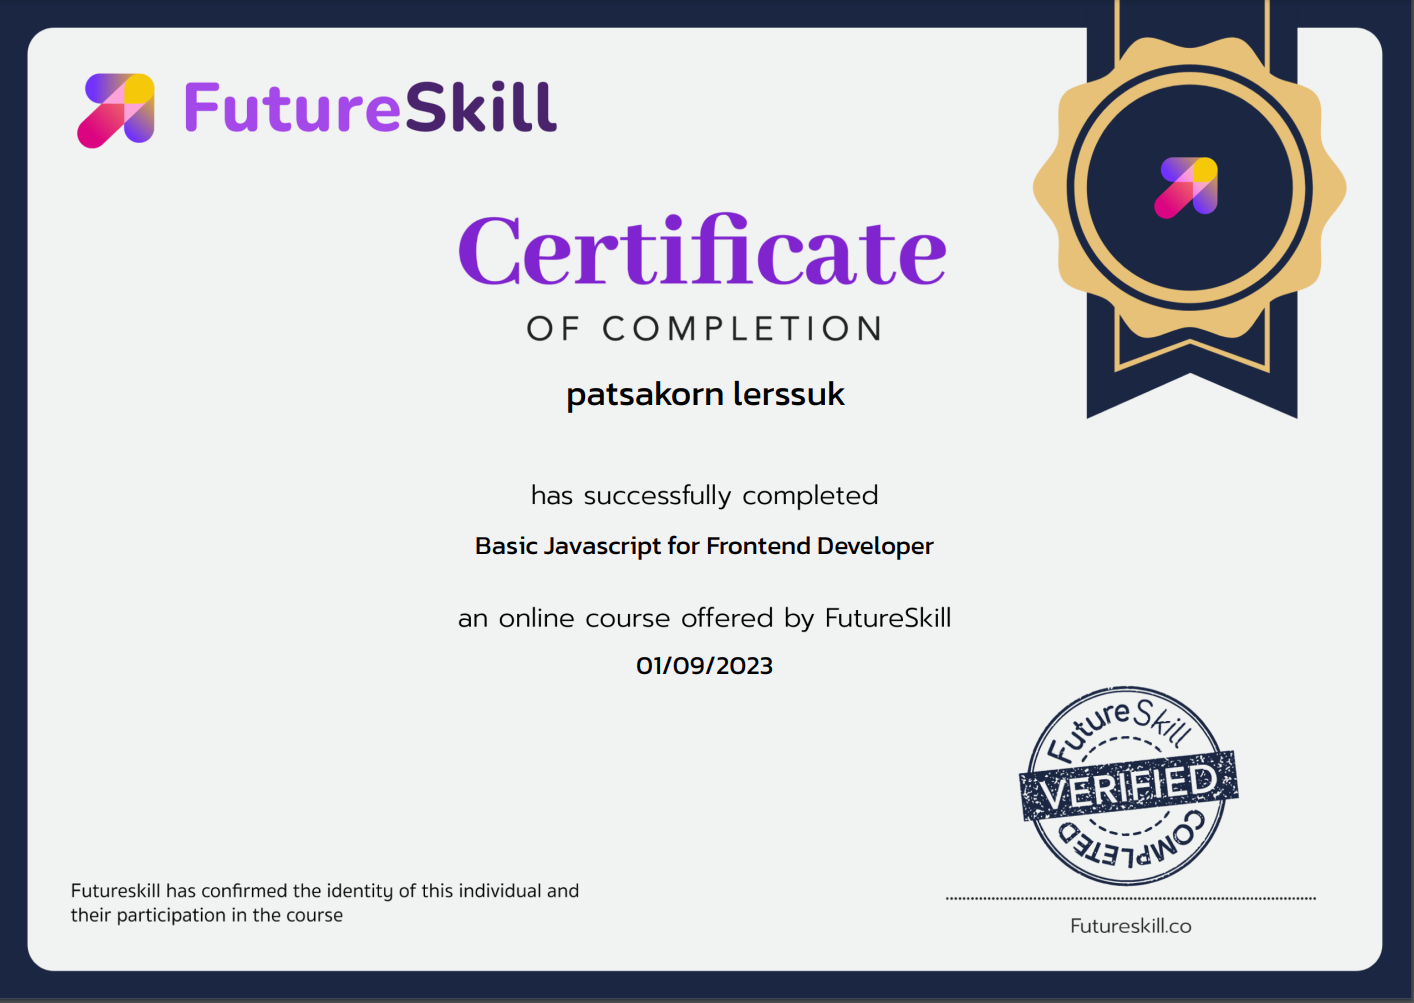 FutureSkill
Certificate
OF COMPLETION
patsakorn lerssuk
has successfully completed
Basic Javascript for Frontend Developer
an online course offered by FutureSkill
01/09/2023
FutureSkill
VERIFIED
COMPLETED
Futureskill has confirmed the identity of this individual and
their participation in the course
Futureskill.co